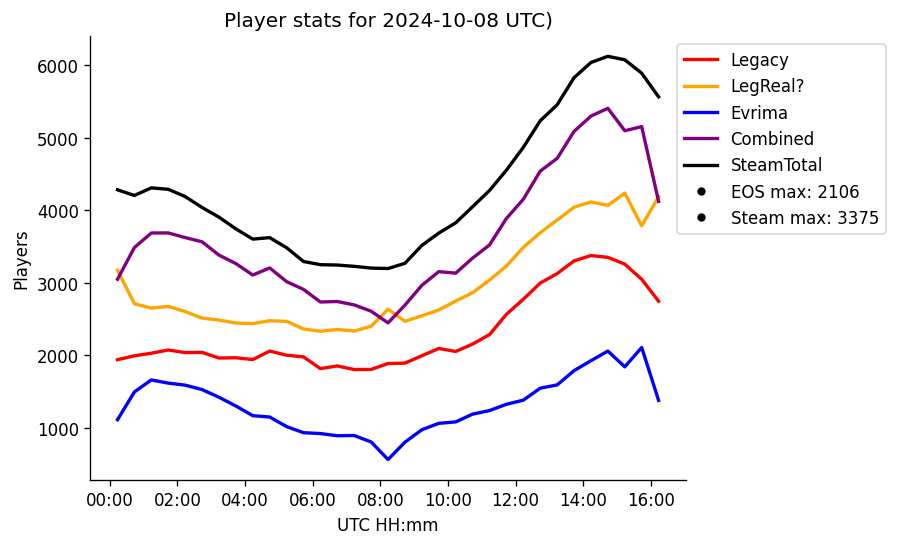 Player stats for 2024-10-08 UTC)
Legacy
LegReal?
Evrima
Combined
SteamTotal
EOS max: 2106
Steam max: 3375
Players
6000
5000
4000
3000
2000
1000
00:00 02:00 04:00 06:00 08:00 10:00 12:00 14:00 16:00
UTC HH:mm